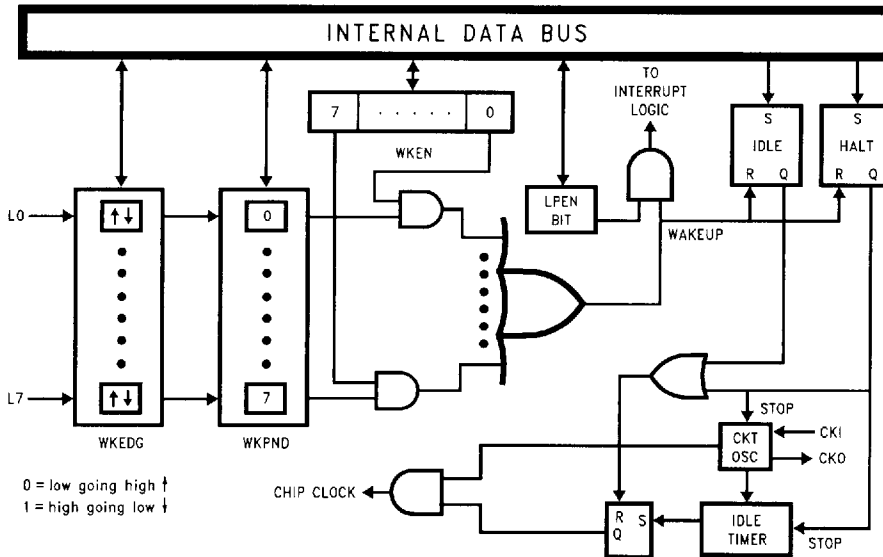 INTERNAL DATA BUS
TO
INTERRUPT
LOGIC
7 · · · · · 0
WKEN
S
IDLE
R Q
S
HALT
R Q
LPEN
BIT
WAKEUP
L0
↑↓
0
L7
↑↓
7
WKEDG
WKPND
STOP
CKT
OSC
CKI
CKO
0 = low going high ↑
1 = high going low ↓
CHIP CLOCK
R S
Q
IDLE
TIMER
STOP